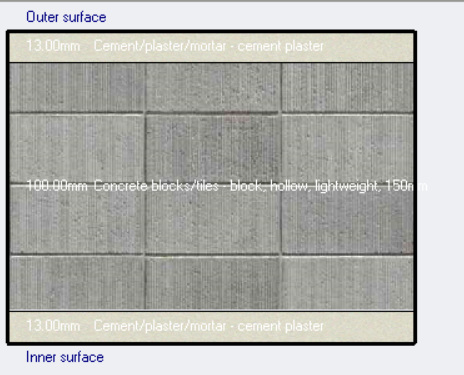 Outer surface
13.00mm Cement/plaster/mortar - cement plaster
100.00mm Concrete blocks/tiles - block, hollow, lightweight, 150m
13.00mm Cement/plaster/mortar - cement plaster
Inner surface